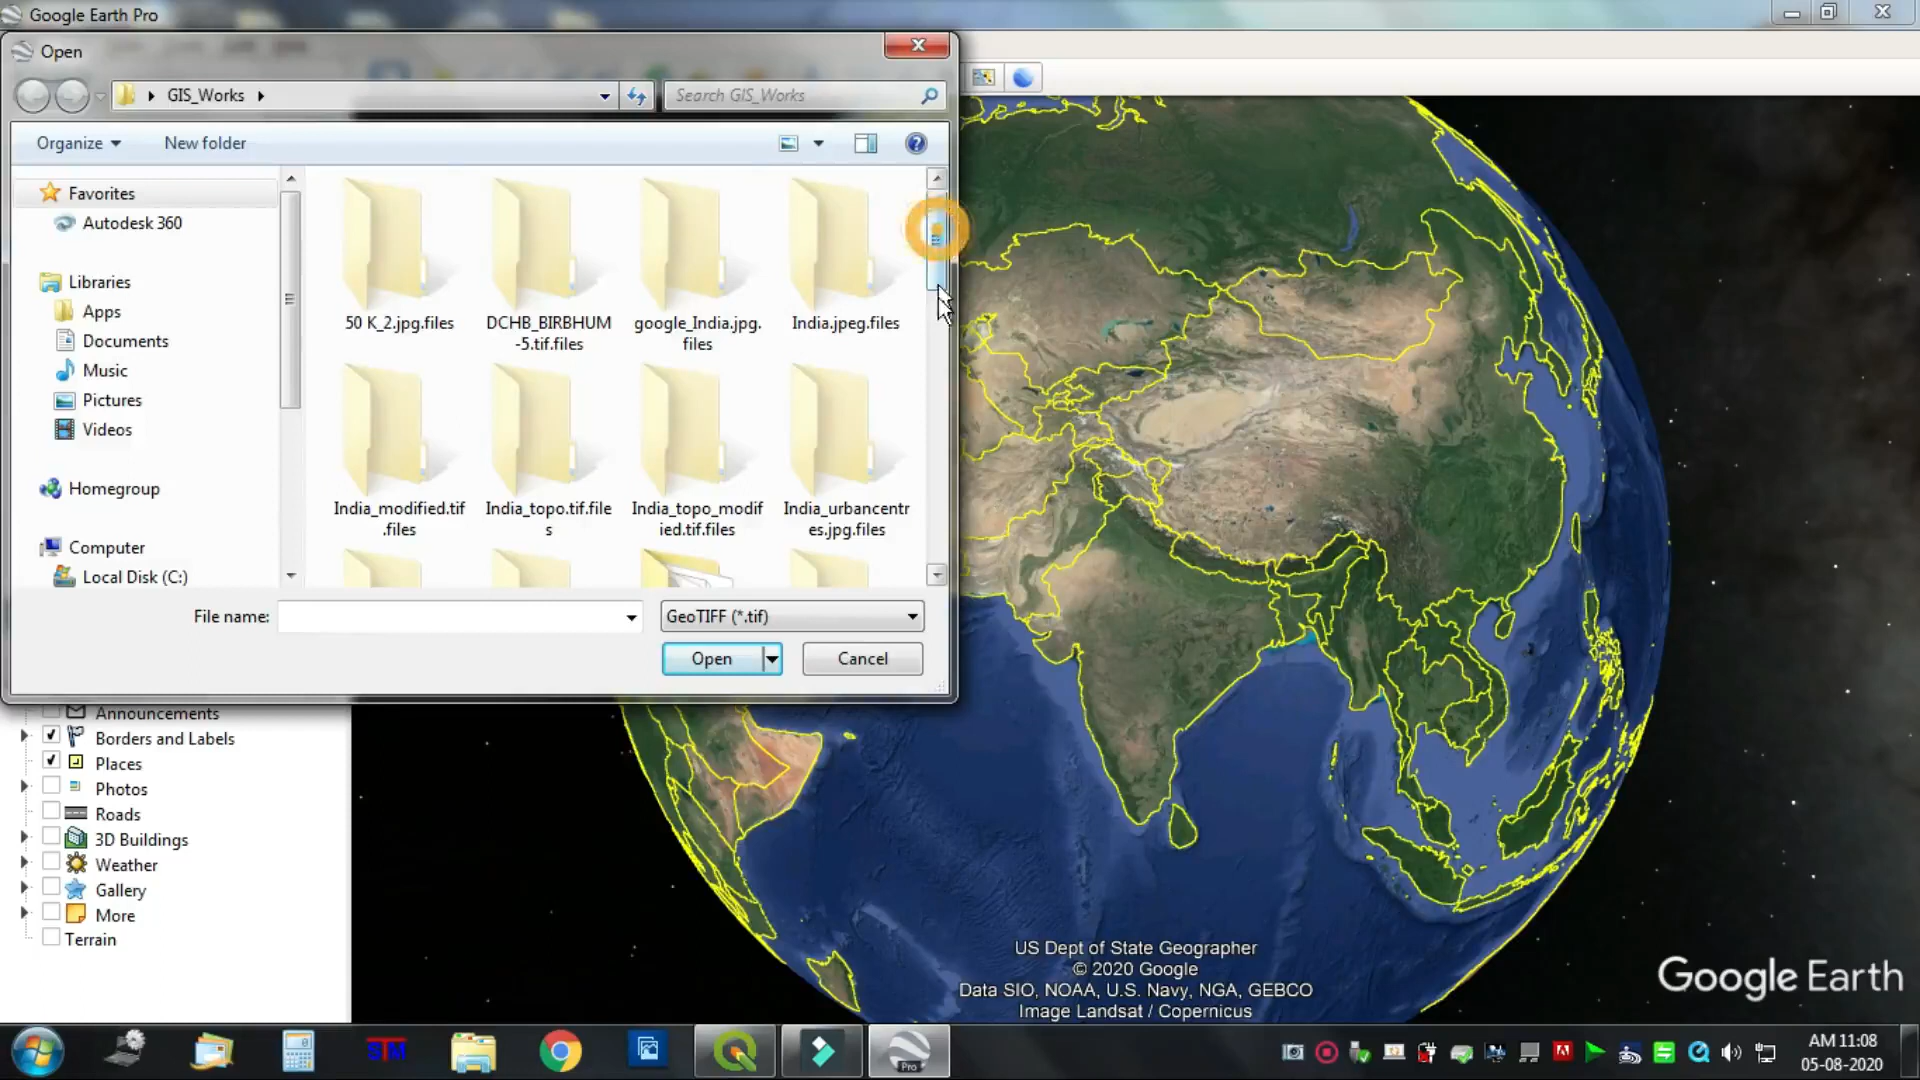 Google Earth Pro
Open
GIS_Works
Search GIS_Works
Organize
New folder
Favorites
Autodesk 360
Libraries
Apps
Documents
Music
Pictures
Videos
Homegroup
Computer
Local Disk (C:)
50 K_2.jpg.files
DCHB_BIRBHUM
-5.tif.files
google_India.jpg.
files
India.jpeg.files
India_modified.tif
.files
India_topo.tif.file
s
India_topo_modif
ied.tif.files
India_urbancentr
es.jpg.files
File name:
GeoTIFF (*.tif)
Open
Cancel
Announcements
Borders and Labels
Places
Photos
Roads
3D Buildings
Weather
Gallery
More
Terrain
US Dept of State Geographer
© 2020 Google
Data SIO, NOAA, U.S. Navy, NGA, GEBCO
Image Landsat / Copernicus
Google Earth
STM
Pro
AM 11:08
05-08-2020